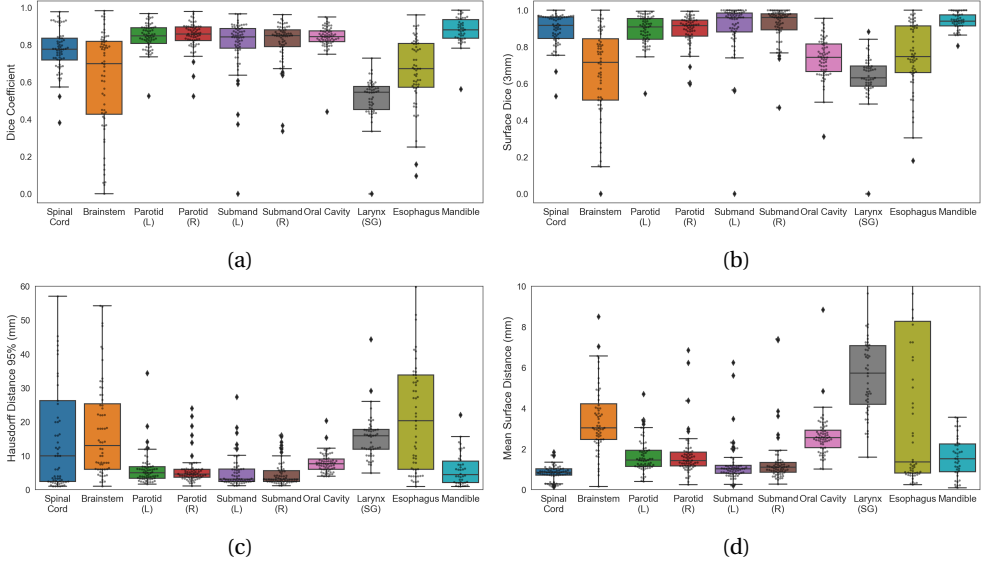 Dice Coefficient
1.0
0.8
0.6
0.4
0.2
0.0
Spinal Brainstem Parotid Parotid Submand Submand Oral Cavity Larynx Esophagus Mandible
Cord (L) (R) (L) (R) (SG)
(a)
Surface Dice (3mm)
1.0
0.8
0.6
0.4
0.2
0.0
Spinal Brainstem Parotid Parotid Submand Submand Oral Cavity Larynx Esophagus Mandible
Cord (L) (R) (L) (R) (SG)
(b)
Hausdorff Distance 95% (mm)
60
50
40
30
20
10
0
Spinal Brainstem Parotid Parotid Submand Submand Oral Cavity Larynx Esophagus Mandible
Cord (L) (R) (L) (R) (SG)
(c)
Mean Surface Distance (mm)
10
8
6
4
2
0
Spinal Brainstem Parotid Parotid Submand Submand Oral Cavity Larynx Esophagus Mandible
Cord (L) (R) (L) (R) (SG)
(d)